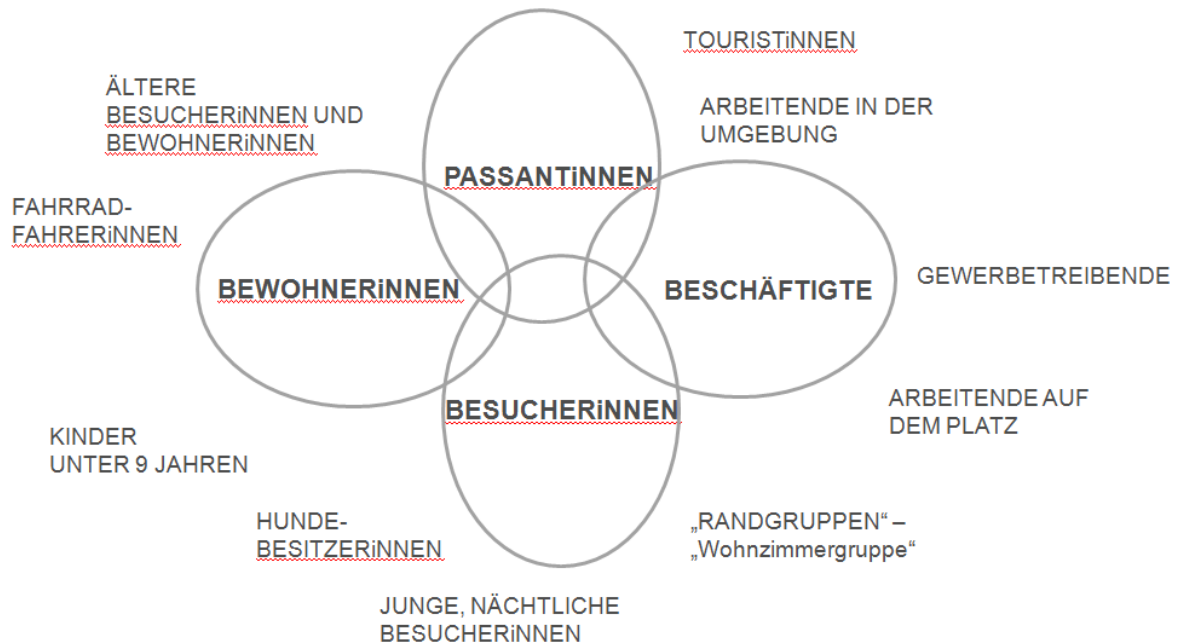 TOURISTiNNEN
ÄLTERE
BESUCHERiNNEN UND
BEWOHNERiNNEN
ARBEITENDE IN DER
UMGEBUNG
PASSANTiNNEN
FAHRRAD-
FAHRERiNNEN
BEWOHNERiNNEN
BESCHÄFTIGTE
GEWERBETREIBENDE
BESUCHERiNNEN
ARBEITENDE AUF
DEM PLATZ
KINDER
UNTER 9 JAHREN
HUNDE-
BESITZERiNNEN
„RANDGRUPPEN“ –
„Wohnzimmergruppe“
JUNGE, NÄCHTLICHE
BESUCHERiNNEN